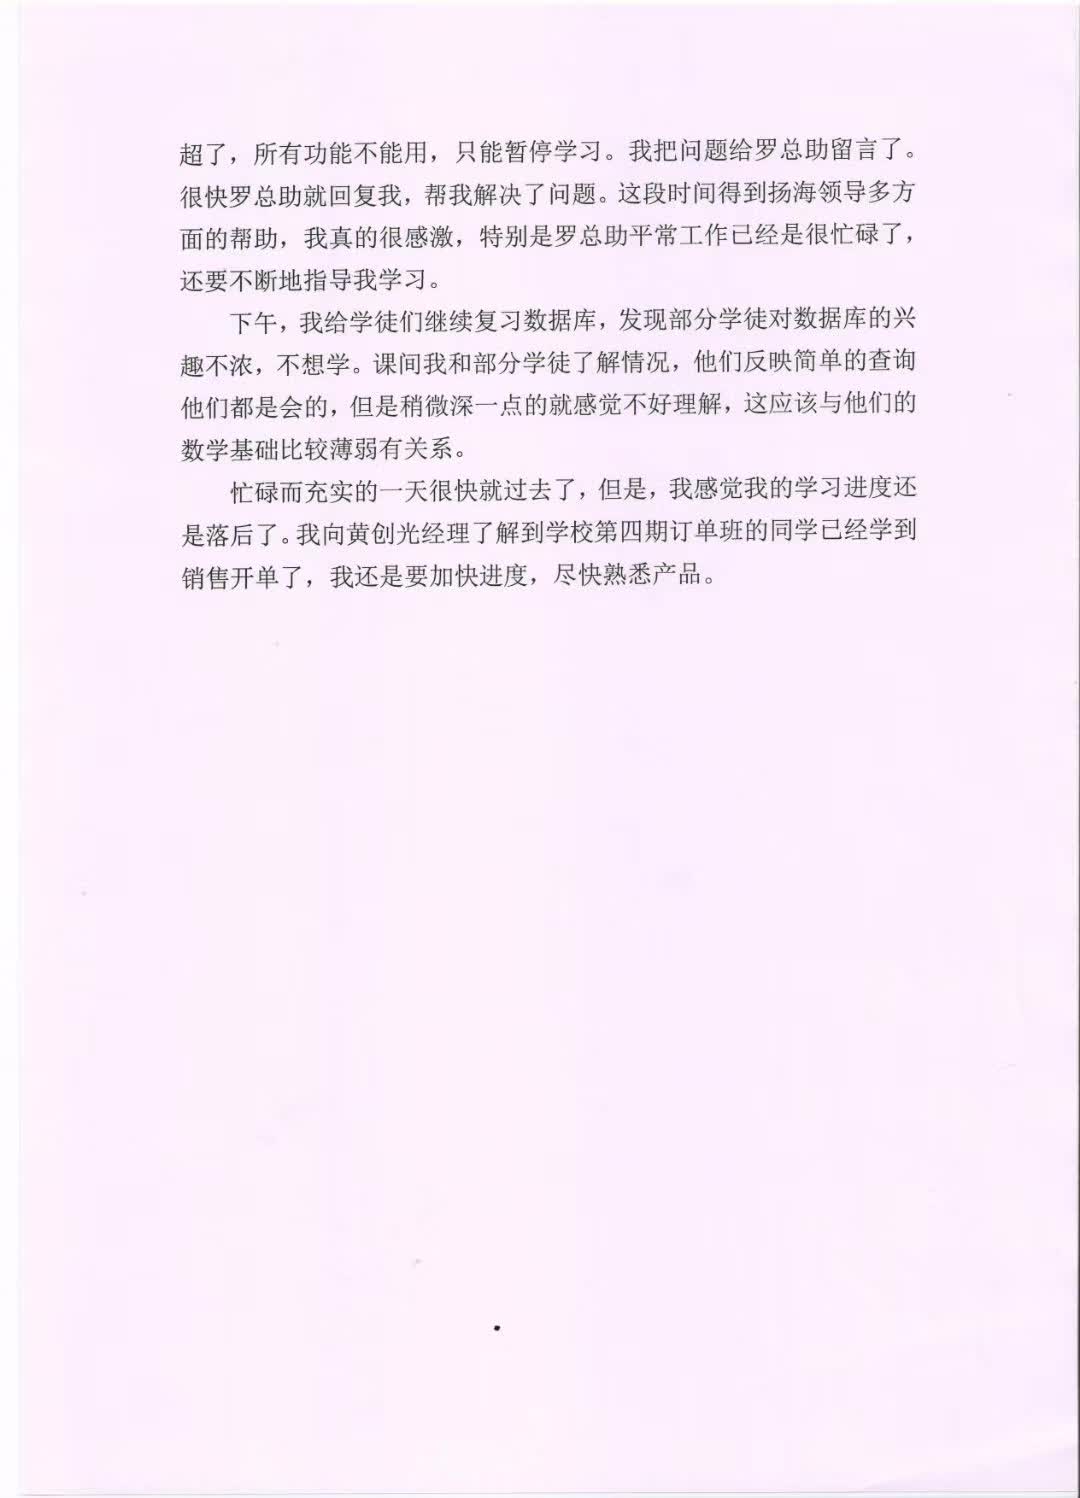 超了，所有功能不能用，只能暂停学习。我把问题给罗总助留言了。
很快罗总助就回复我，帮我解决了问题。这段时间得到扬海领导多方
面的帮助，我真的很感激，特别是罗总助平常工作已经是很忙碌了，
还要不断地指导我学习。
下午，我给学徒们继续复习数据库，发现部分学徒对数据库的兴
趣不浓，不想学。课间我和部分学徒了解情况，他们反映简单的查询
他们都是会的，但是稍微深一点的就感觉不好理解，这应该与他们的
数学基础比较薄弱有关系。
忙碌而充实的一天很快就过去了，但是，我感觉我的学习进度还
是落后了。我向黄创光经理了解到学校第四期订单班的同学已经学到
销售开单了，我还是要加快进度，尽快熟悉产品。